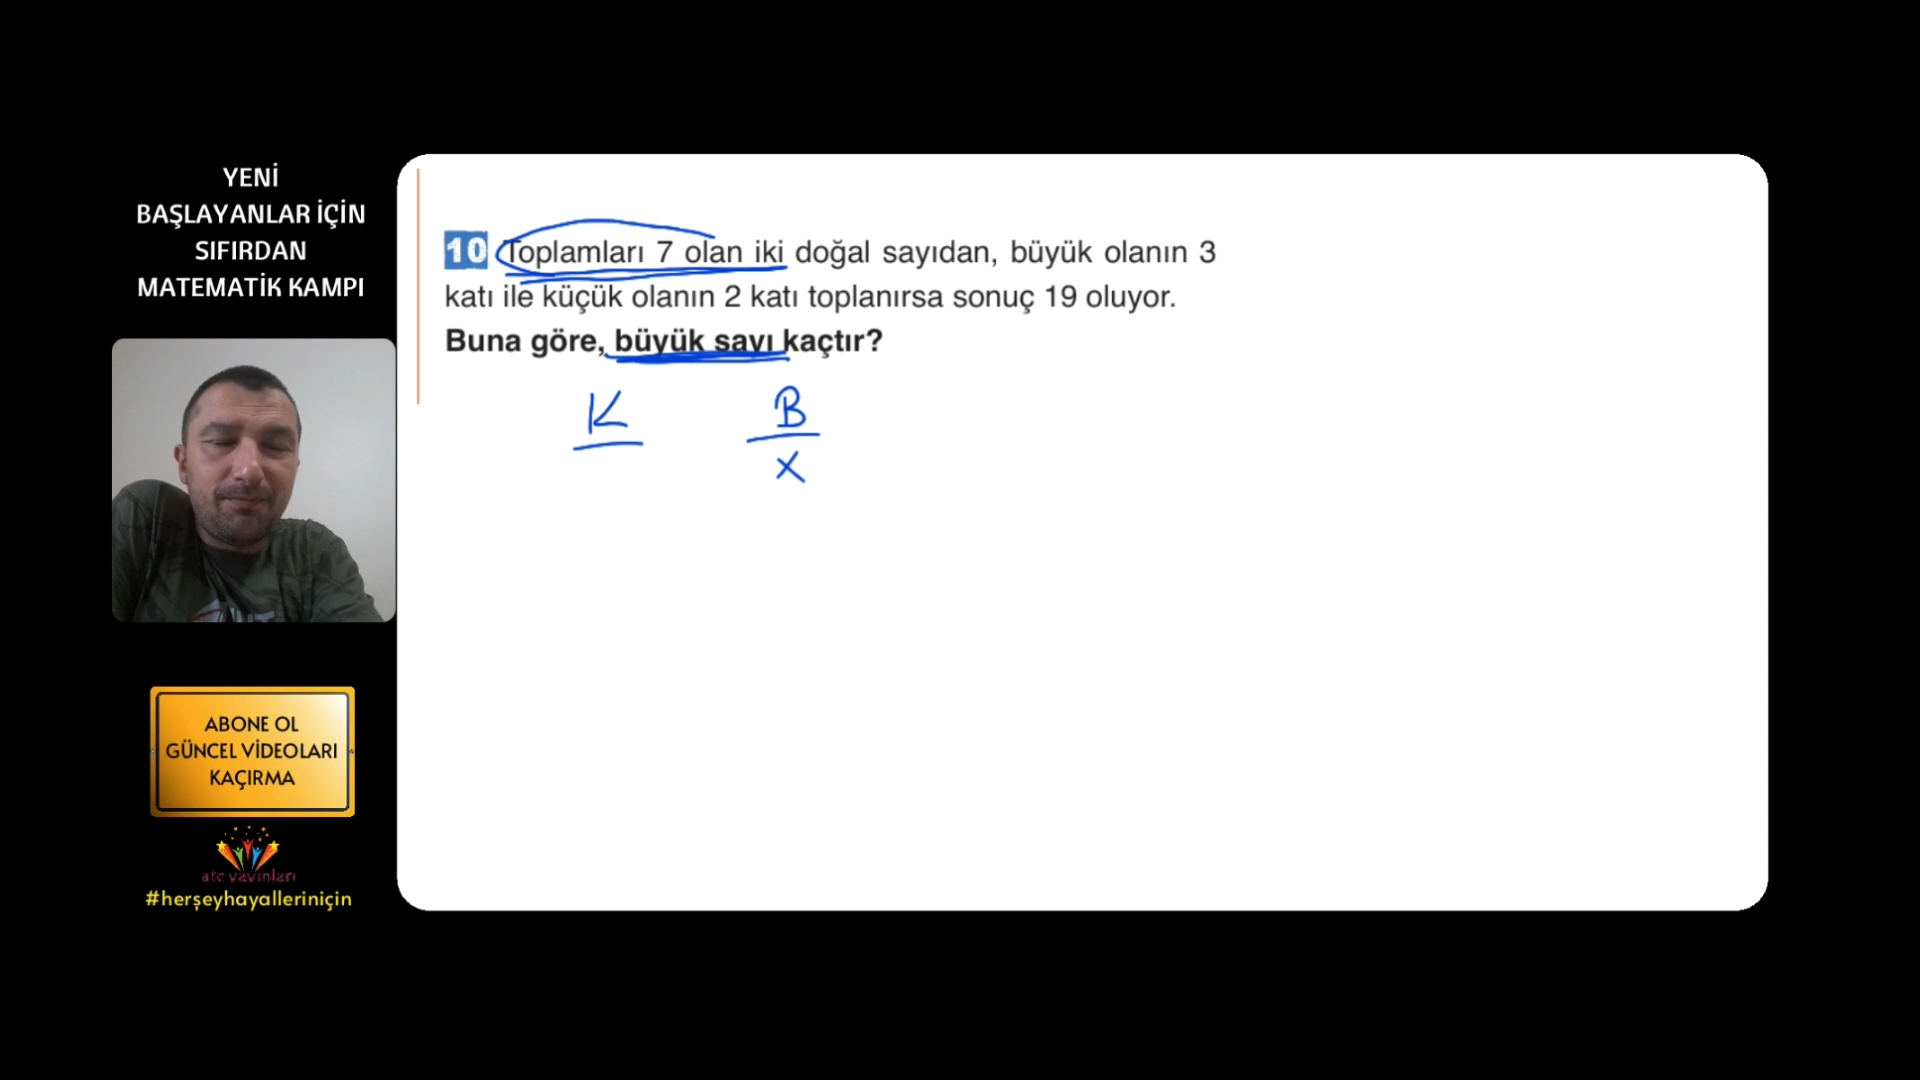 YENİ
BAŞLAYANLAR İÇİN
SIFIRDAN
MATEMATİK KAMPI
10 Toplamları 7 olan iki doğal sayıdan, büyük olanın 3
katı ile küçük olanın 2 katı toplanırsa sonuç 19 oluyor.
Buna göre, büyük sayı kaçtır?
K B
X
ABONE OL
GÜNCEL VİDEOLARI
KAÇIRMA
atc yayınları
#herşeyhayalleriniçin